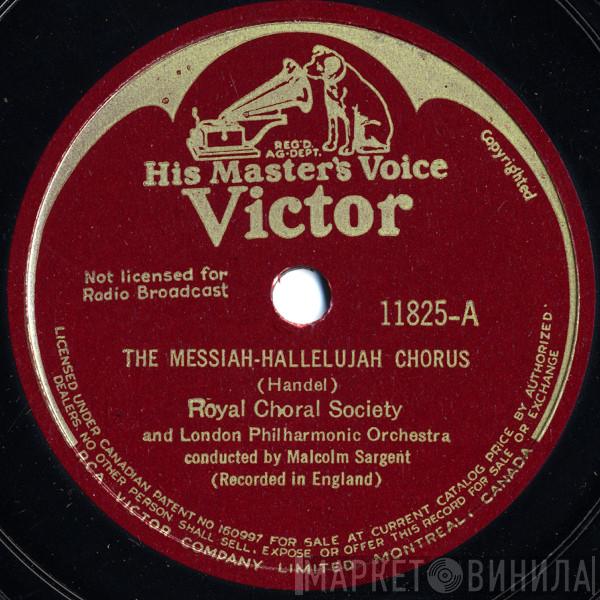 REG'D.
AG-DEPT.
His Master's Voice
Victor
Copyrighted
Not licensed for
Radio Broadcast
11825-A
THE MESSIAH-HALLELUJAH CHORUS
(Handel)
Royal Choral Society
and London Philharmonic Orchestra
conducted by Malcolm Sargent
(Recorded in England)
LICENSED UNDER CANADIAN PATENT NO 160997 FOR SALE AT CURRENT CATALOG PRICE BY AUTHORIZED
DEALERS. NO OTHER PERSON SHALL SELL, EXPOSE OR OFFER THIS RECORD FOR SALE OR EXCHANGE
RCA VICTOR COMPANY LIMITED MONTREAL, CANADA
МАРКЕТ ВИНИЛА